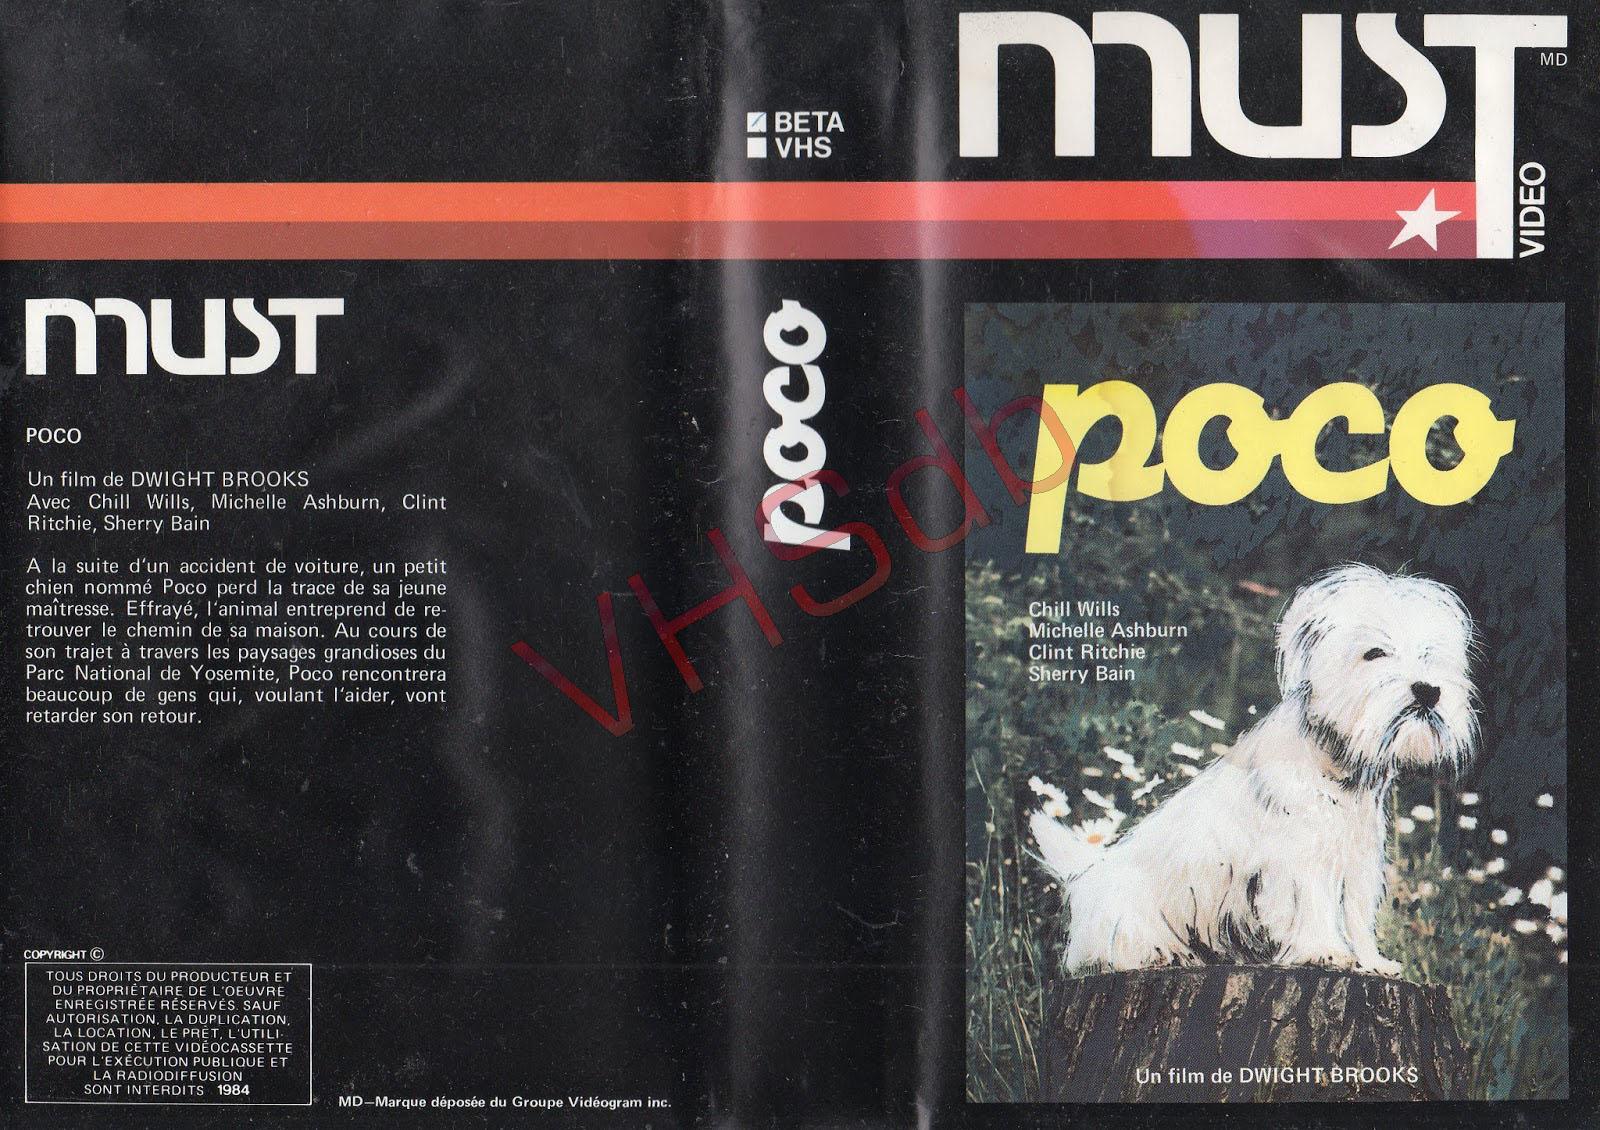 must
POCO
Un film de DWIGHT BROOKS
Avec Chill Wills, Michelle Ashburn, Clint
Ritchie, Sherry Bain
A la suite d'un accident de voiture, un petit
chien nommé Poco perd la trace de sa jeune
maîtresse. Effrayé, l'animal entreprend de re-
trouver le chemin de sa maison. Au cours de
son trajet à travers les paysages grandioses du
Parc National de Yosemite, Poco rencontrera
beaucoup de gens qui, voulant l'aider, vont
retarder son retour.
COPYRIGHT ©
TOUS DROITS DU PRODUCTEUR ET
DU PROPRIÉTAIRE DE L'OEUVRE
ENREGISTRÉE RÉSERVÉS. SAUF
AUTORISATION, LA DUPLICATION,
LA LOCATION, LE PRÊT, L'UTILI-
SATION DE CETTE VIDÉOCASSETTE
POUR L'EXÉCUTION PUBLIQUE ET
LA RADIODIFFUSION
SONT INTERDITS 1984
MD—Marque déposée du Groupe Vidéogram inc.
BETA
VHS
poco
must
MD
VIDEO
poco
Chill Wills
Michelle Ashburn
Clint Ritchie
Sherry Bain
Un film de DWIGHT BROOKS
VHSdb